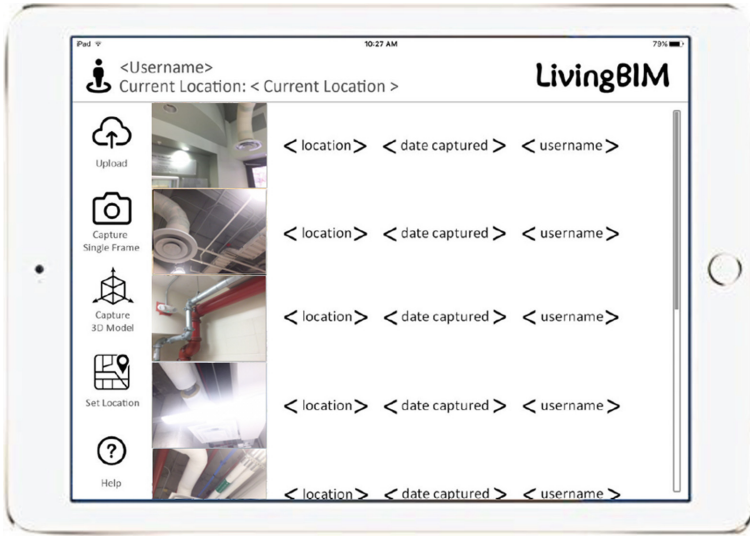 iPad
10:27 AM
79%
<Username>
Current Location: < Current Location >
LivingBIM
Upload
Capture
Single Frame
Capture
3D Model
Set Location
Help
< location > < date captured > < username >
< location > < date captured > < username >
< location > < date captured > < username >
< location > < date captured > < username >
< location > < date captured > < username >